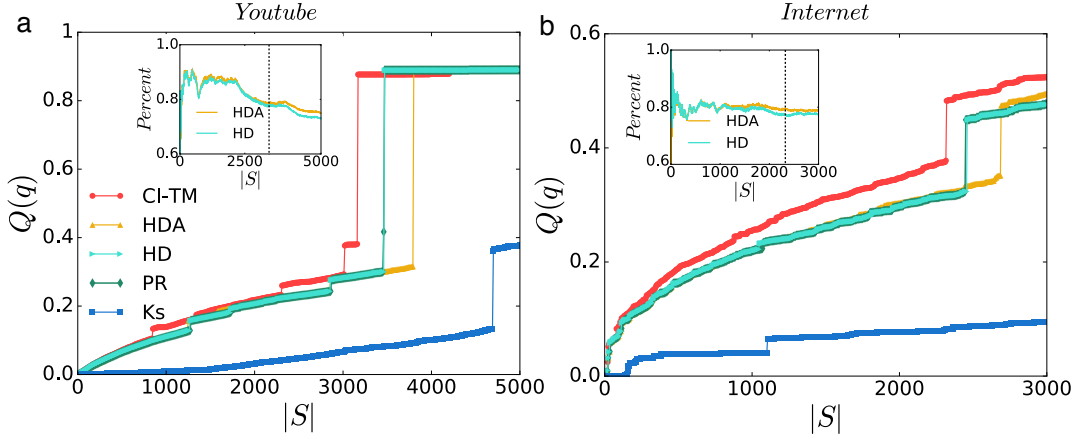 a
Youtube
Q(q)
1
0.8
0.6
0.4
0.2
0.0
0
1000
2000
3000
4000
5000
|S|
CI-TM
HDA
HD
PR
Ks
Percent
1.0
0.8
0.6
0
2500
5000
|S|
HDA
HD
b
Internet
Q(q)
0.6
0.4
0.2
0.0
0
1000
2000
3000
|S|
Percent
1.0
0.8
0.6
0
1000
2000
3000
|S|
HDA
HD